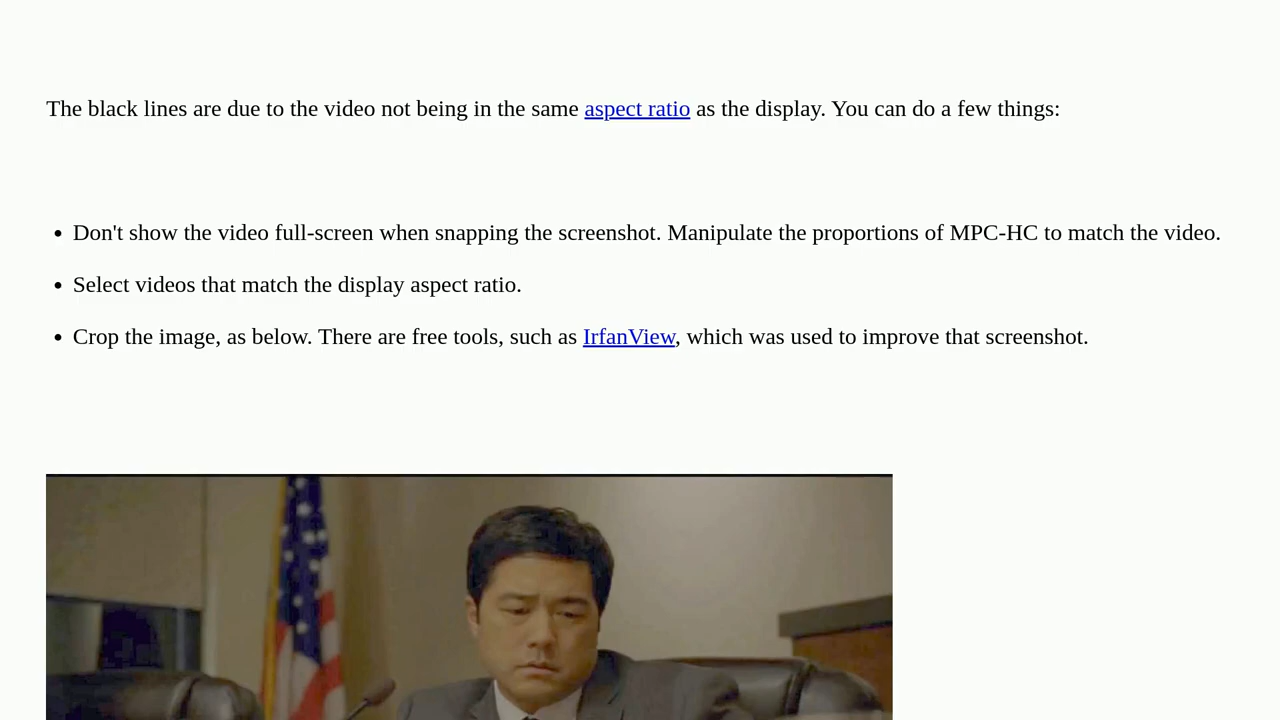 The black lines are due to the video not being in the same aspect ratio as the display. You can do a few things:
• Don't show the video full-screen when snapping the screenshot. Manipulate the proportions of MPC-HC to match the video.
• Select videos that match the display aspect ratio.
• Crop the image, as below. There are free tools, such as IrfanView, which was used to improve that screenshot.